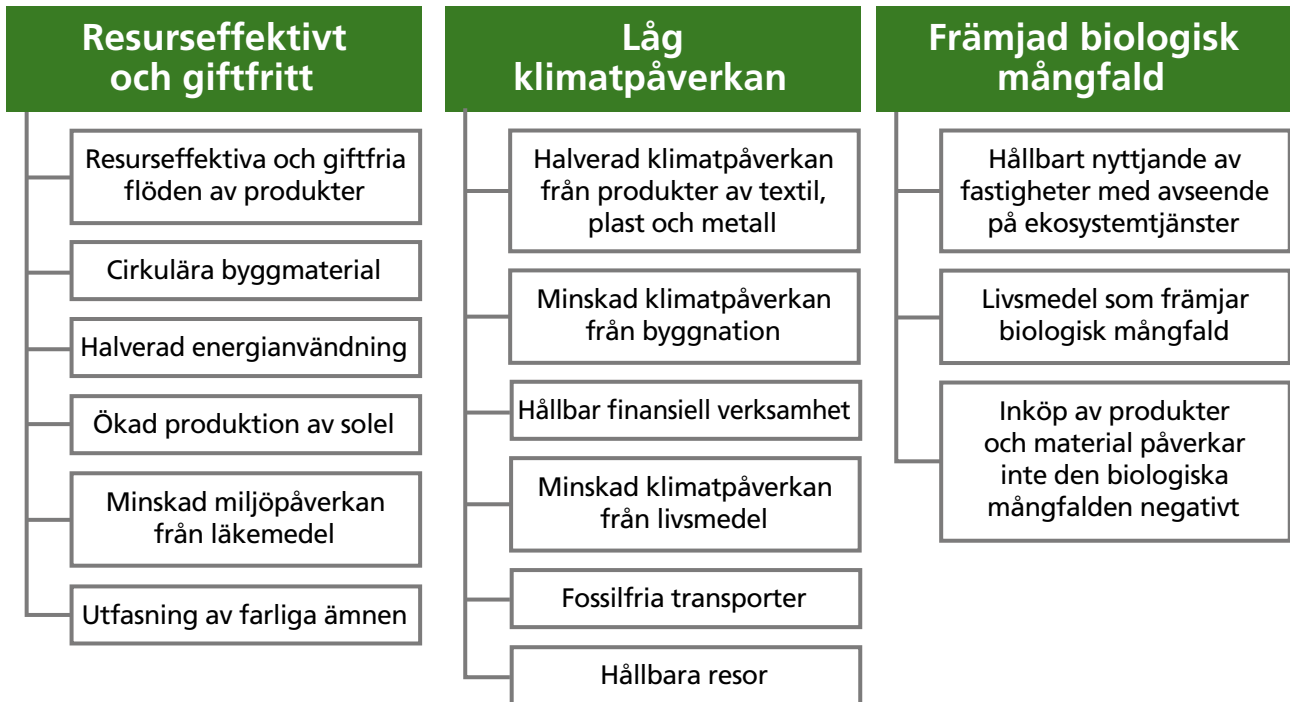 Resurseffektivt
och giftfritt
Resurseffektiva och giftfria
flöden av produkter
Cirkulära byggmaterial
Halverad energianvändning
Ökad produktion av solel
Minskad miljöpåverkan
från läkemedel
Utfasning av farliga ämnen
Låg
klimatpåverkan
Halverad klimatpåverkan
från produkter av textil,
plast och metall
Minskad klimatpåverkan
från byggnation
Hållbar finansiell verksamhet
Minskad klimatpåverkan
från livsmedel
Fossilfria transporter
Hållbara resor
Främjad biologisk
mångfald
Hållbart nyttjande av
fastigheter med avseende
på ekosystemtjänster
Livsmedel som främjar
biologisk mångfald
Inköp av produkter
och material påverkar
inte den biologiska
mångfalden negativt